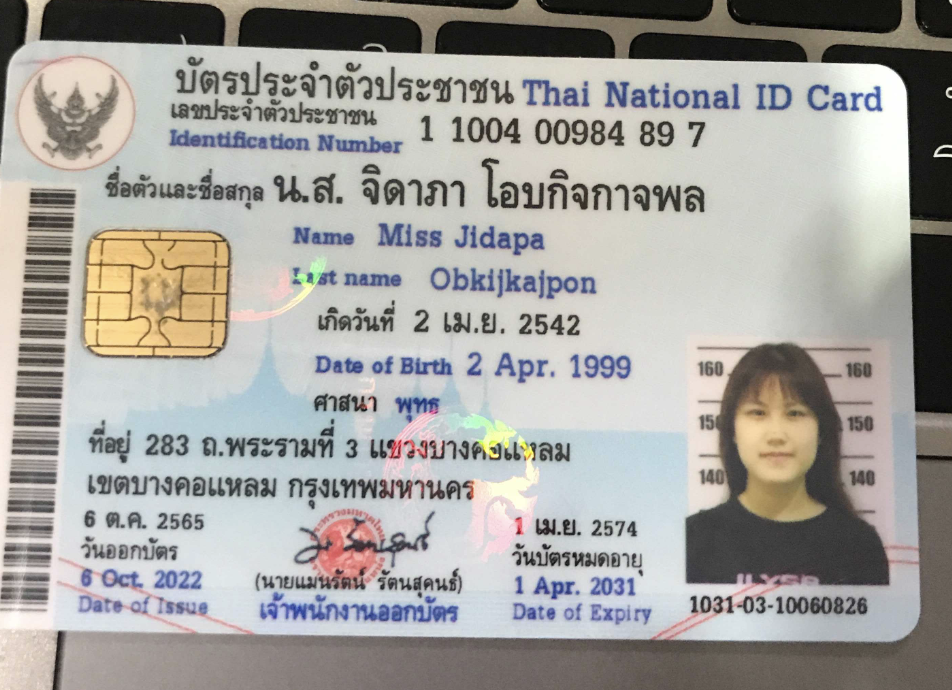 บัตรประจำตัวประชาชน Thai National ID Card
เลขประจำตัวประชาชน
Identification Number 1 1004 00984 89 7
ชื่อตัวและชื่อสกุล น.ส. จิดาภา โอบกิจกาจพล
Name Miss Jidapa
Last name Obkijkajpon
เกิดวันที่ 2 เม.ย. 2542
Date of Birth 2 Apr. 1999
ศาสนา พุทธ
ที่อยู่ 283 ถ.พระรามที่ 3 แขวงบางคอแหลม
เขตบางคอแหลม กรุงเทพมหานคร
6 ต.ค. 2565
วันออกบัตร
6 Oct. 2022
Date of Issue
(นายแมนรัตน์ รัตนสุคนธ์)
เจ้าพนักงานออกบัตร
1 เม.ย. 2574
วันบัตรหมดอายุ
1 Apr. 2031
Date of Expiry
160 160
150 150
140 140
1031-03-10060826